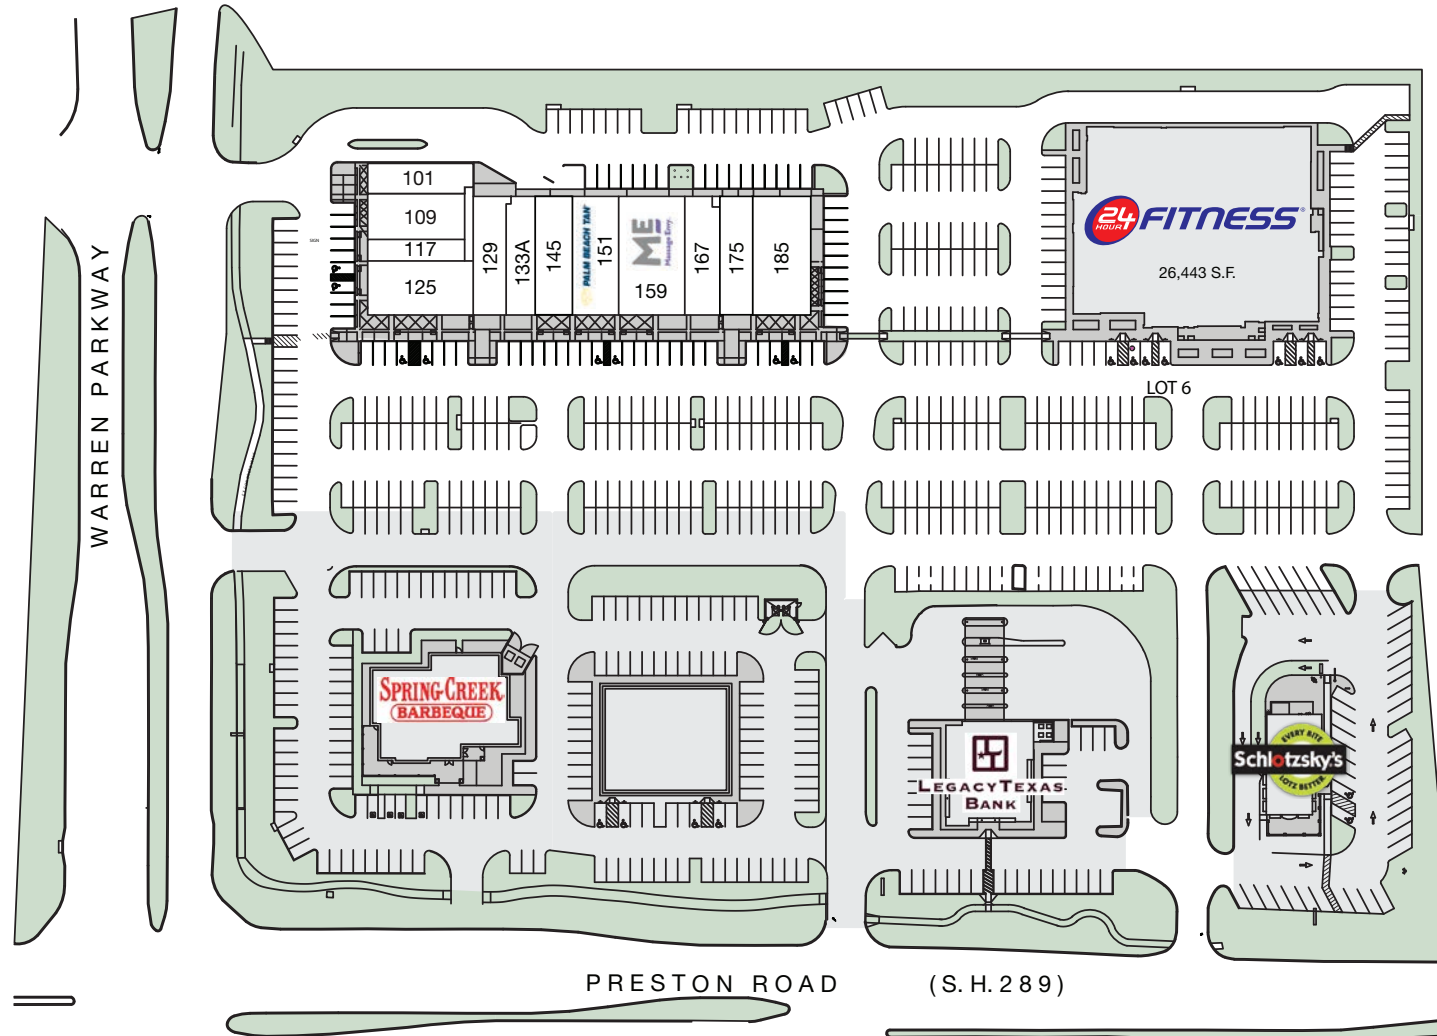 101
109
117
125
129
133A
145
PALM BEACH TAN
151
ME
Massage Envy.
159
167
175
185
24
HOUR
FITNESS
26,443 S.F.
LOT 6
WARREN PARKWAY
SPRING CREEK
BARBEQUE
LEGACYTEXAS
BANK
EVERY BITE
Schlotzsky's
LOTZ BETTER
PRESTON ROAD (S.H.289)